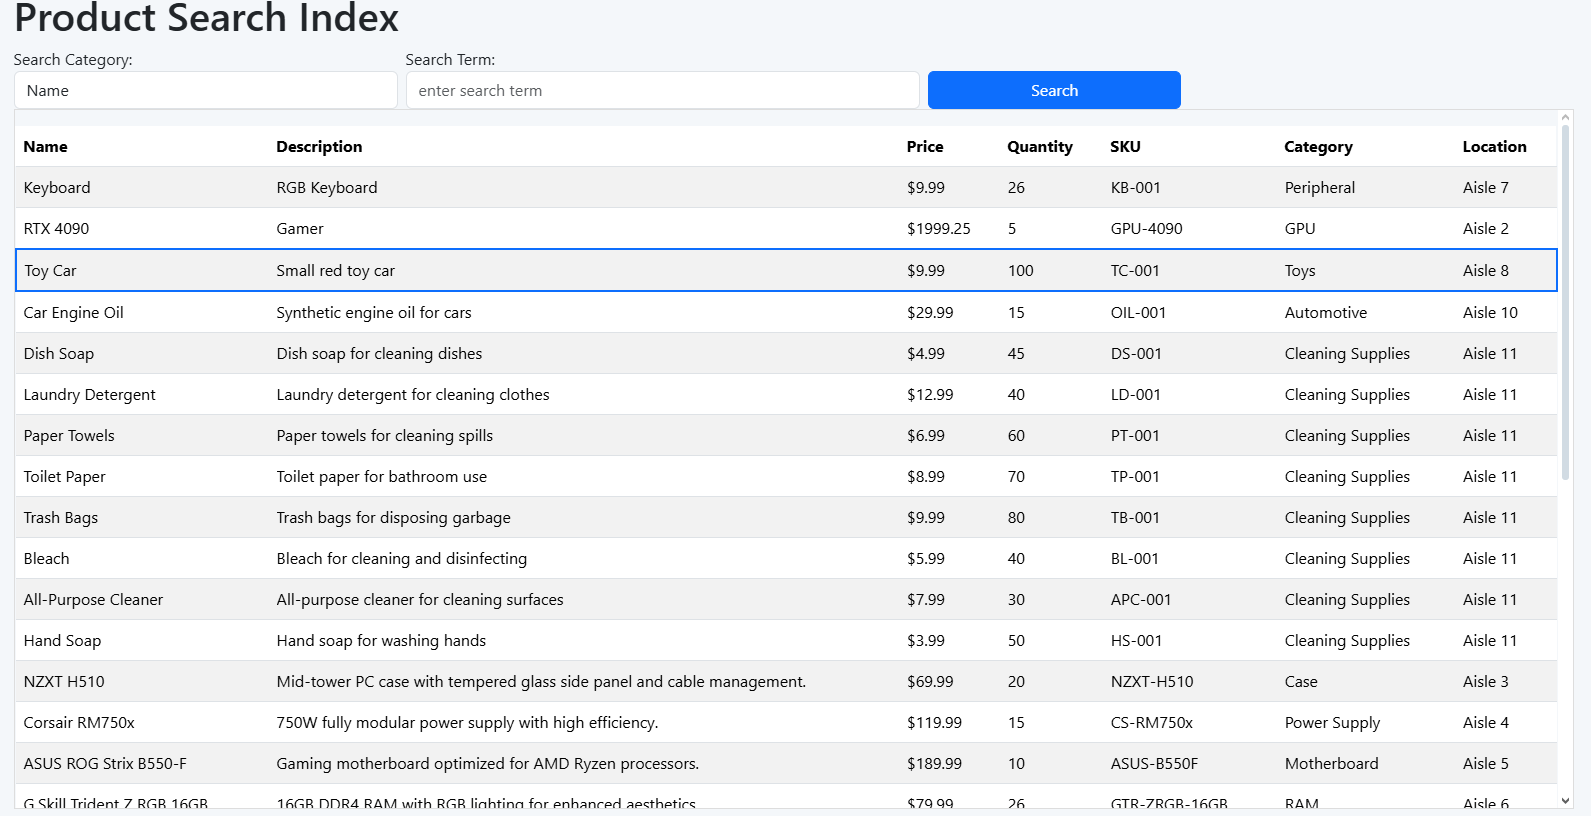 Product Search Index
Search Category: Search Term:
Name enter search term Search
Name Description Price Quantity SKU Category Location
Keyboard RGB Keyboard $9.99 26 KB-001 Peripheral Aisle 7
RTX 4090 Gamer $1999.25 5 GPU-4090 GPU Aisle 2
Toy Car Small red toy car $9.99 100 TC-001 Toys Aisle 8
Car Engine Oil Synthetic engine oil for cars $29.99 15 OIL-001 Automotive Aisle 10
Dish Soap Dish soap for cleaning dishes $4.99 45 DS-001 Cleaning Supplies Aisle 11
Laundry Detergent Laundry detergent for cleaning clothes $12.99 40 LD-001 Cleaning Supplies Aisle 11
Paper Towels Paper towels for cleaning spills $6.99 60 PT-001 Cleaning Supplies Aisle 11
Toilet Paper Toilet paper for bathroom use $8.99 70 TP-001 Cleaning Supplies Aisle 11
Trash Bags Trash bags for disposing garbage $9.99 80 TB-001 Cleaning Supplies Aisle 11
Bleach Bleach for cleaning and disinfecting $5.99 40 BL-001 Cleaning Supplies Aisle 11
All-Purpose Cleaner All-purpose cleaner for cleaning surfaces $7.99 30 APC-001 Cleaning Supplies Aisle 11
Hand Soap Hand soap for washing hands $3.99 50 HS-001 Cleaning Supplies Aisle 11
NZXT H510 Mid-tower PC case with tempered glass side panel and cable management. $69.99 20 NZXT-H510 Case Aisle 3
Corsair RM750x 750W fully modular power supply with high efficiency. $119.99 15 CS-RM750x Power Supply Aisle 4
ASUS ROG Strix B550-F Gaming motherboard optimized for AMD Ryzen processors. $189.99 10 ASUS-B550F Motherboard Aisle 5
G.Skill Trident Z RGB 16GB 16GB DDR4 RAM with RGB lighting for enhanced aesthetics. $79.99 26 GTR-ZRGB-16GB RAM Aisle 6